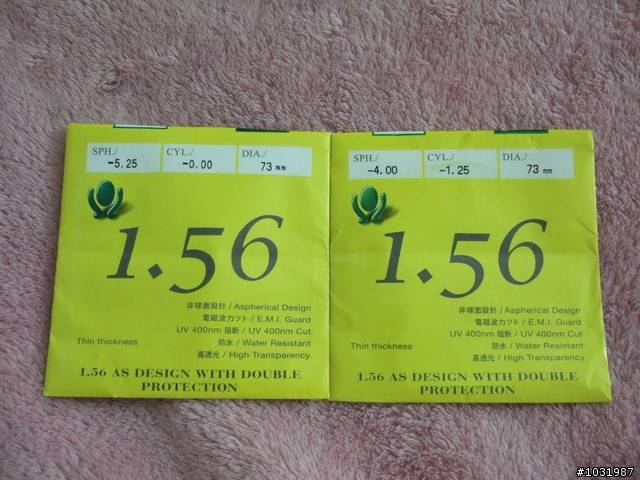 SPH./ CYL./ DIA./
-5.25 -0.00 73 mm
1.56
非球面設計 / Aspherical Design
電磁波カツト / E.M.I. Guard
UV 400nm 阻断 / UV 400nm Cut
防水 / Water Resistant
Thin thickness
高透光 / High Transparency
1.56 AS DESIGN WITH DOUBLE
PROTECTION
SPH./ CYL./ DIA./
-4.00 -1.25 73 mm
1.56
非球面設計 / Aspherical Design
電磁波カツト / E.M.I. Guard
UV 400nm 阻断 / UV 400nm Cut
防水 / Water Resistant
Thin thickness
高透光 / High Transparency
1.56 AS DESIGN WITH DOUBLE
PROTECTION
#1031987